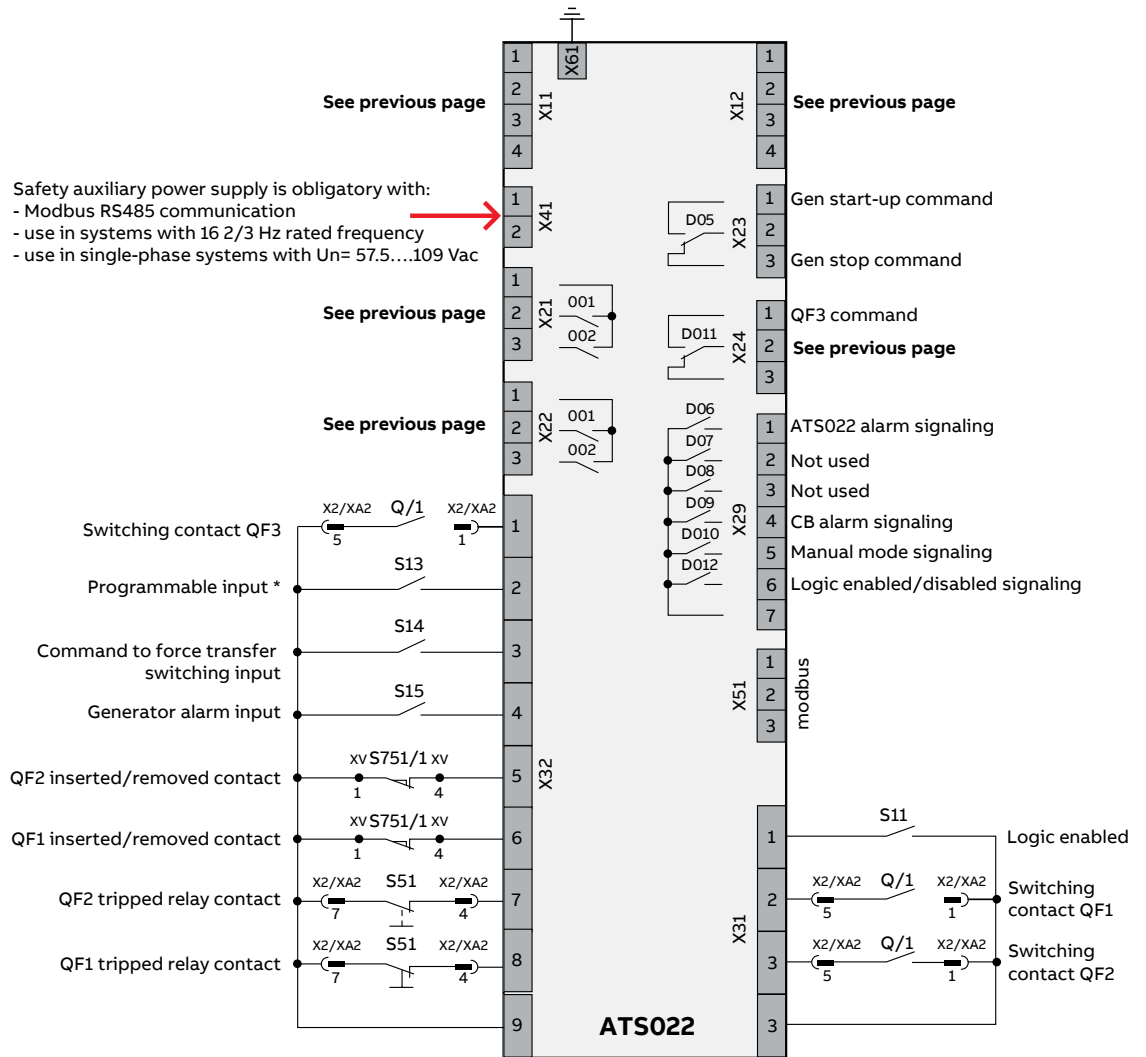 X61
1
2
3
4
X11
See previous page
1
2
3
4
X12
See previous page
Safety auxiliary power supply is obligatory with:
- Modbus RS485 communication
- use in systems with 16 2/3 Hz rated frequency
- use in single-phase systems with Un= 57.5....109 Vac
1
2
X41
D05
X23
1
2
3
Gen start-up command
Gen stop command
See previous page
1
2
3
X21
001
002
D011
X24
1
2
3
QF3 command
See previous page
See previous page
1
2
3
X22
001
002
D06
D07
D08
D09
D010
D012
X29
1
2
3
4
5
6
7
ATS022 alarm signaling
Not used
Not used
CB alarm signaling
Manual mode signaling
Logic enabled/disabled signaling
X51
1
2
3
modbus
Switching contact QF3
X2/XA2 Q/1 X2/XA2
5 1
1
Programmable input *
S13
2
Command to force transfer
switching input
S14
3
Generator alarm input
S15
4
QF2 inserted/removed contact
XV S751/1 XV
1 4
5
X32
QF1 inserted/removed contact
XV S751/1 XV
1 4
6
QF2 tripped relay contact
X2/XA2 S51 X2/XA2
7 4
7
QF1 tripped relay contact
X2/XA2 S51 X2/XA2
7 4
8
9
X31
1
S11
Logic enabled
2
X2/XA2 Q/1 X2/XA2
5 1
Switching
contact QF1
3
X2/XA2 Q/1 X2/XA2
5 1
Switching
contact QF2
3
ATS022